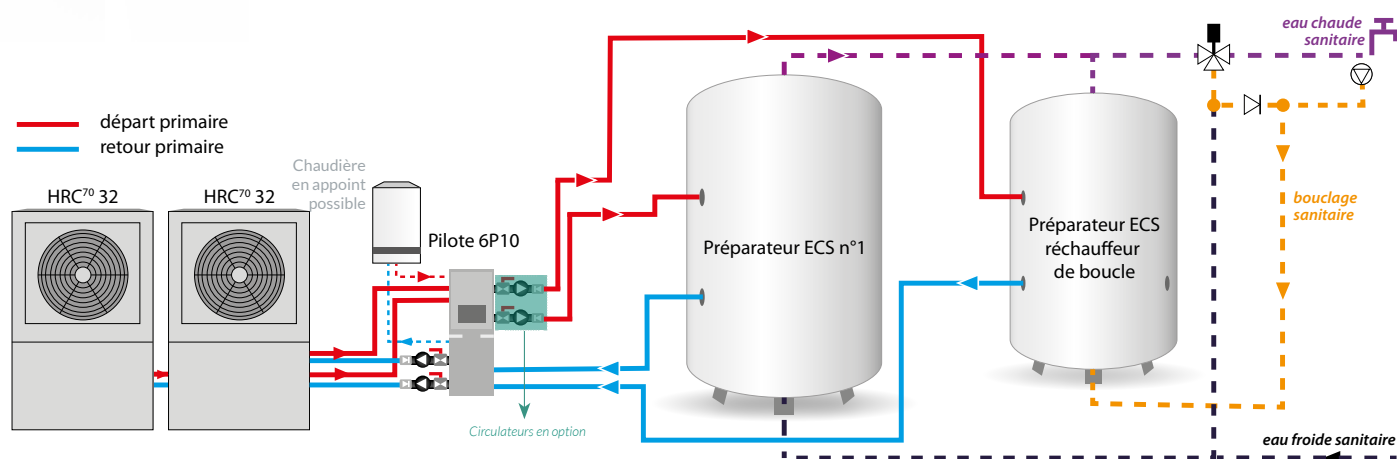 eau chaude
sanitaire
départ primaire
retour primaire
Chaudière
en appoint
possible
HRC⁷⁰ 32
HRC⁷⁰ 32
Pilote 6P10
Préparateur ECS n°1
Préparateur ECS
réchauffeur
de boucle
bouclage
sanitaire
Circulateurs en option
eau froide sanitaire